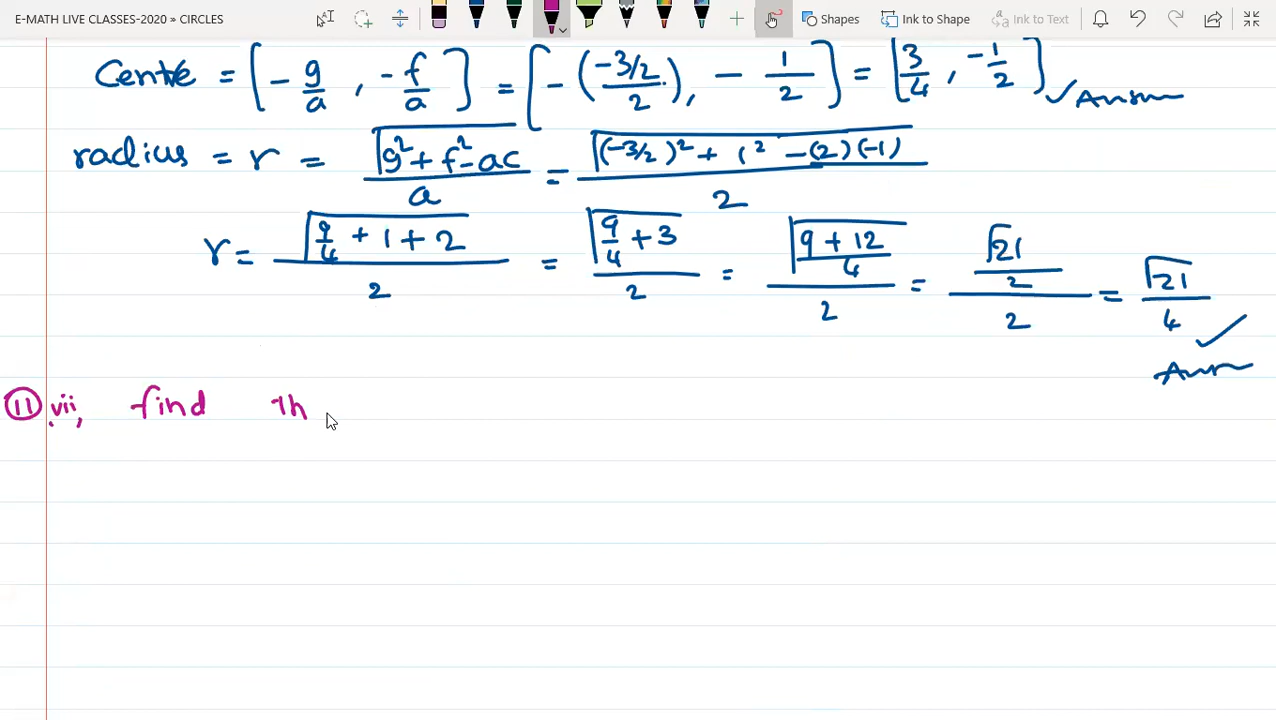 E-MATH LIVE CLASSES-2020 » CIRCLES Shapes Ink to Shape Ink to Text
Centre = [ - g/a , - f/a ] = [ - (-3/2)/2 , - 1/2 ] = [ 3/4 , -1/2 ]
radius = r = √(g² + f² - ac)/a = √((-3/2)² + 1² - (2)(-1))/2
r = √(9/4 + 1 + 2)/2 = √(9/4 + 3)/2 = √((9 + 12)/4)/2 = (√21/2)/2 = √21/4
11 vii, find Th